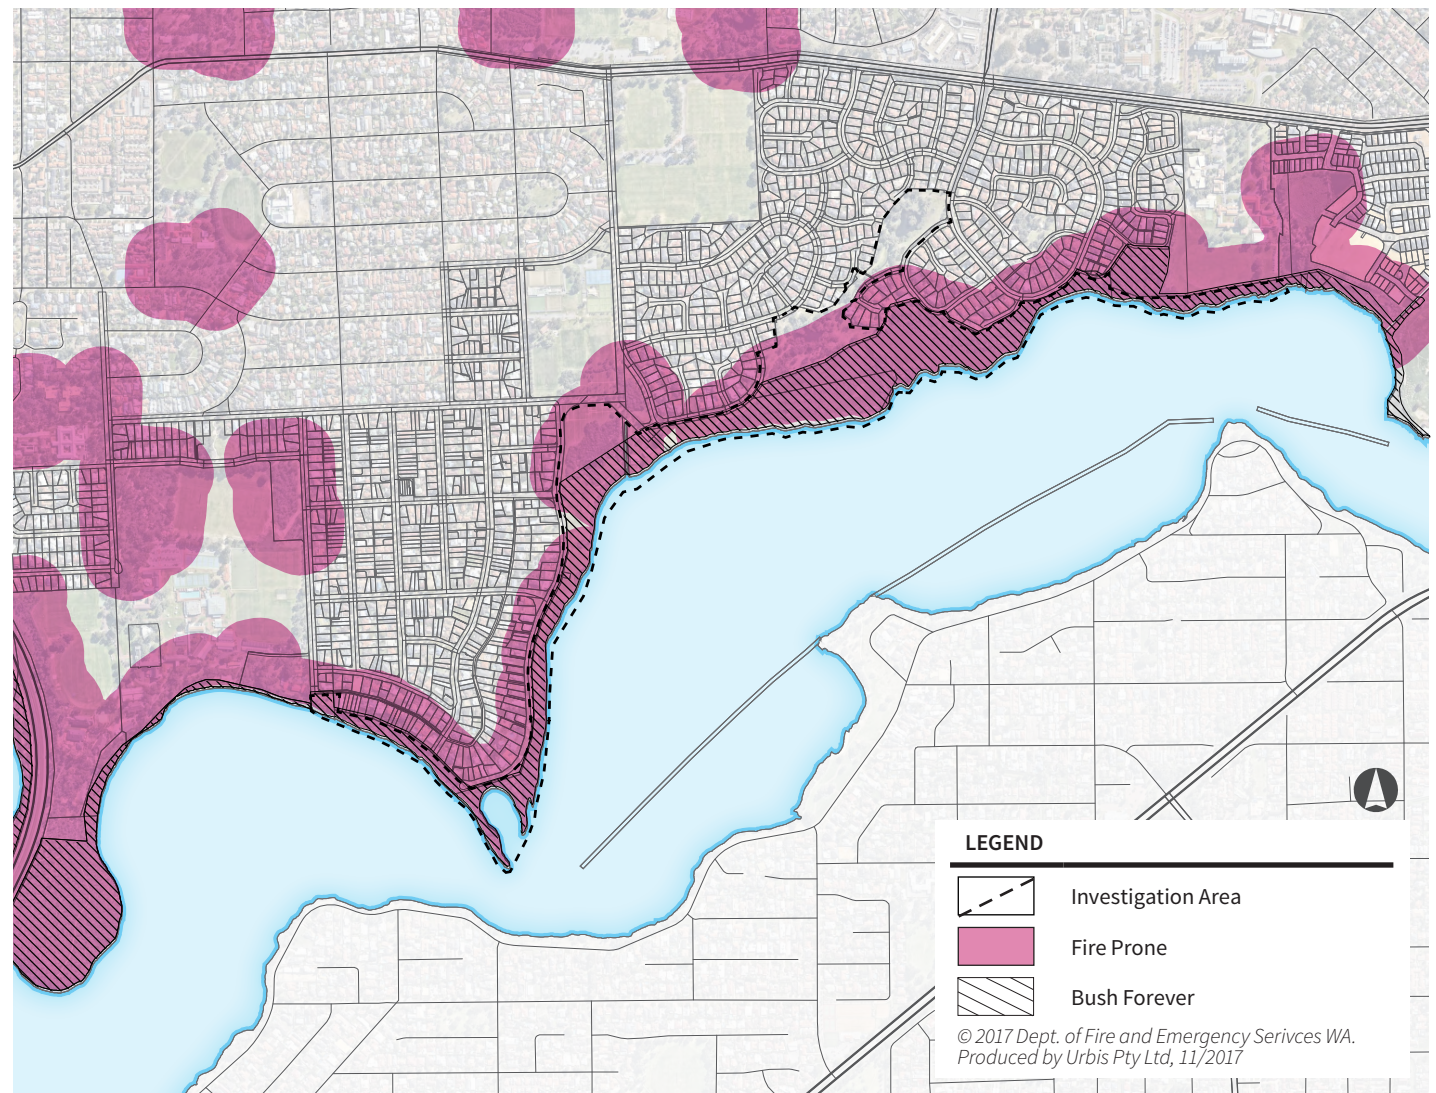 LEGEND
Investigation Area
Fire Prone
Bush Forever
© 2017 Dept. of Fire and Emergency Serivces WA.
Produced by Urbis Pty Ltd, 11/2017